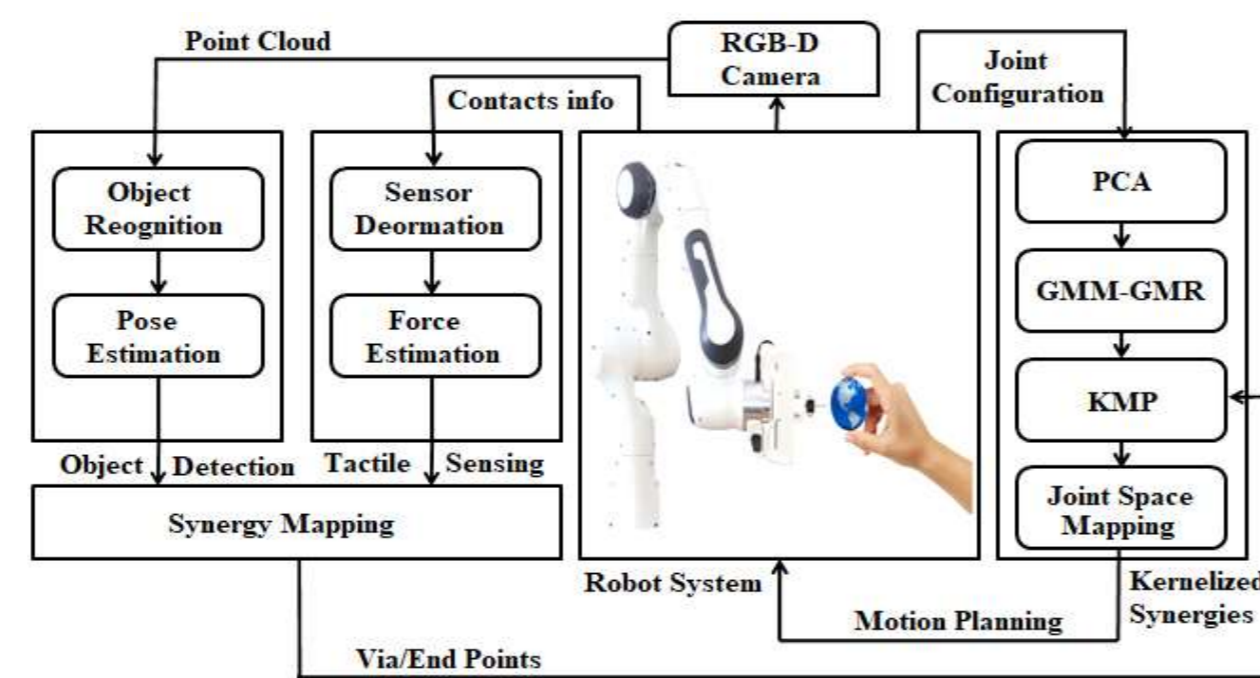 Point Cloud
RGB-D
Camera
Joint
Configuration
Contacts info
Object
Reognition
Pose
Estimation
Sensor
Deormation
Force
Estimation
PCA
GMM-GMR
KMP
Joint Space
Mapping
Object Detection
Tactile Sensing
Synergy Mapping
Robot System
Kernelized
Synergies
Motion Planning
Via/End Points